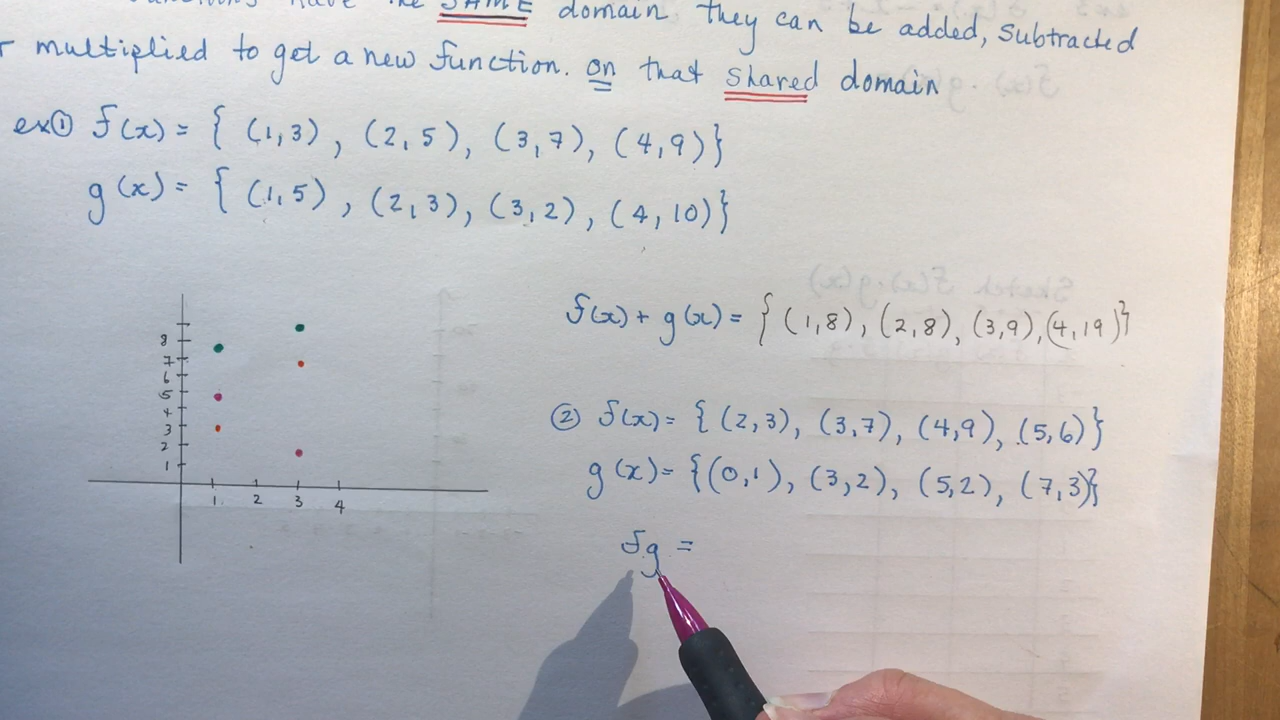 have the SAME domain they can be added, subtracted
multiplied to get a new function. on that shared domain
ex① f(x) = { (1,3), (2,5), (3,7), (4,9)}
g(x) = { (1,5), (2,3), (3,2), (4,10)}
f(x)+ g(x) = { (1,8), (2,8), (3,9), (4,19)}
② f(x) = { (2,3), (3,7), (4,9), (5,6)}
g(x) = {(0,1), (3,2), (5,2), (7,3)}
fg =
8
7
6
5
4
3
2
1
1 2 3 4